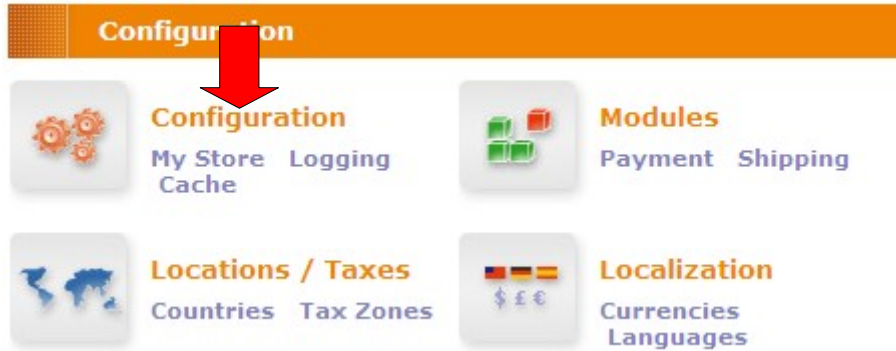 Configuration
Configuration
My Store Logging
Cache
Modules
Payment Shipping
Locations / Taxes
Countries Tax Zones
Localization
$ £ €
Currencies
Languages